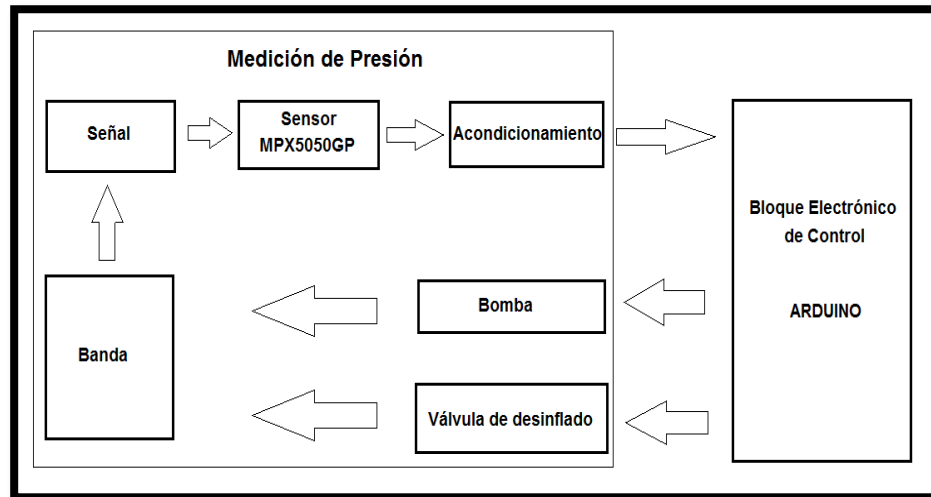 Medición de Presión
Señal
Sensor
MPX5050GP
Acondicionamiento
Bloque Electrónico
de Control
ARDUINO
Bomba
Banda
Válvula de desinflado